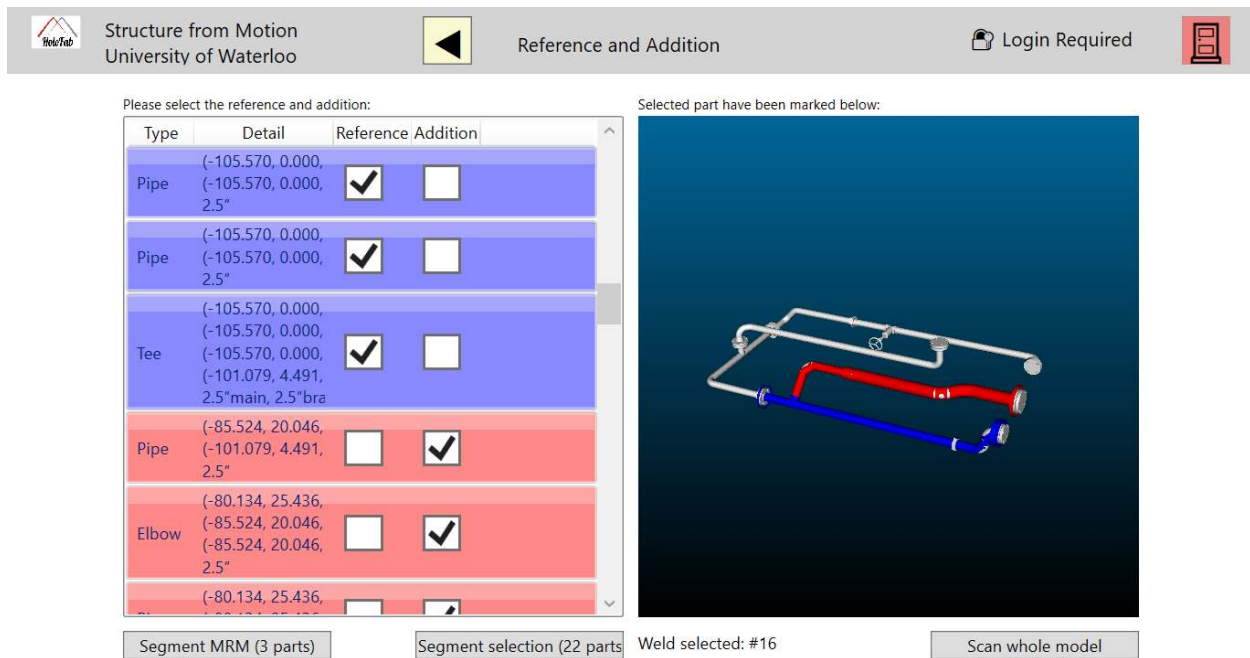 HoloFab
Structure from Motion
University of Waterloo
Reference and Addition
Login Required
Please select the reference and addition:
Selected part have been marked below:
Type Detail Reference Addition
(-105.570, 0.000,
Pipe (-105.570, 0.000,
2.5"
(-105.570, 0.000,
Pipe (-105.570, 0.000,
2.5"
(-105.570, 0.000,
(-105.570, 0.000,
Tee (-105.570, 0.000,
(-101.079, 4.491,
2.5"main, 2.5"bra
(-85.524, 20.046,
Pipe (-101.079, 4.491,
2.5"
(-80.134, 25.436,
(-85.524, 20.046,
Elbow (-85.524, 20.046,
2.5"
(-80.134, 25.436,
Segment MRM (3 parts)
Segment selection (22 parts
Weld selected: #16
Scan whole model